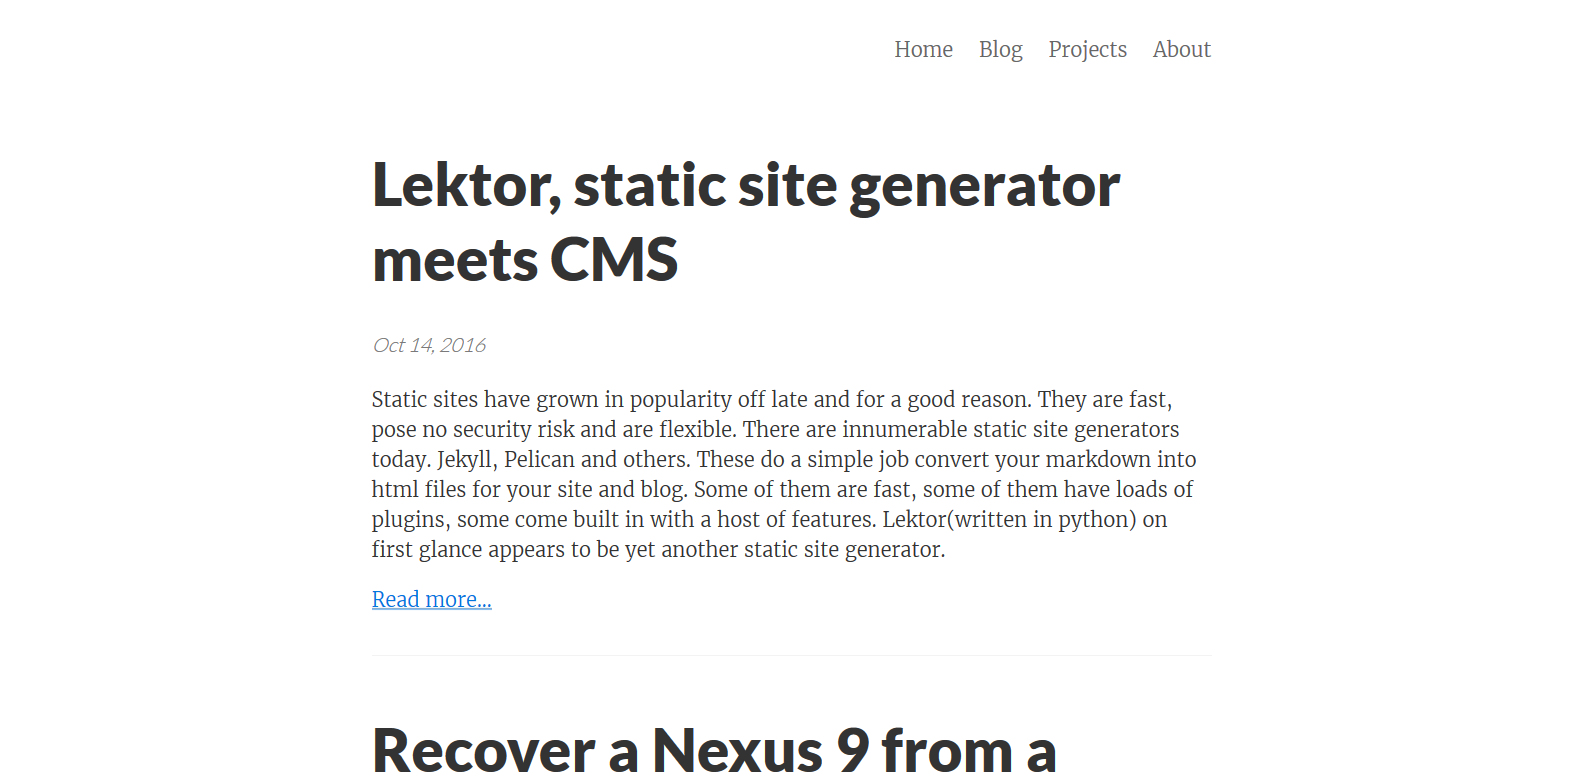 Home Blog Projects About
Lektor, static site generator
meets CMS
Oct 14, 2016
Static sites have grown in popularity off late and for a good reason. They are fast,
pose no security risk and are flexible. There are innumerable static site generators
today. Jekyll, Pelican and others. These do a simple job convert your markdown into
html files for your site and blog. Some of them are fast, some of them have loads of
plugins, some come built in with a host of features. Lektor(written in python) on
first glance appears to be yet another static site generator.
Read more...
Recover a Nexus 9 from a